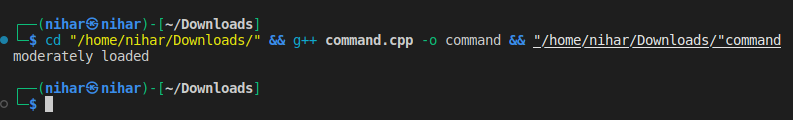 ┌──(nihar㉿nihar)-[~/Downloads]
└─$ cd "/home/nihar/Downloads/" && g++ command.cpp -o command && "/home/nihar/Downloads/"command
moderately loaded
┌──(nihar㉿nihar)-[~/Downloads]
└─$